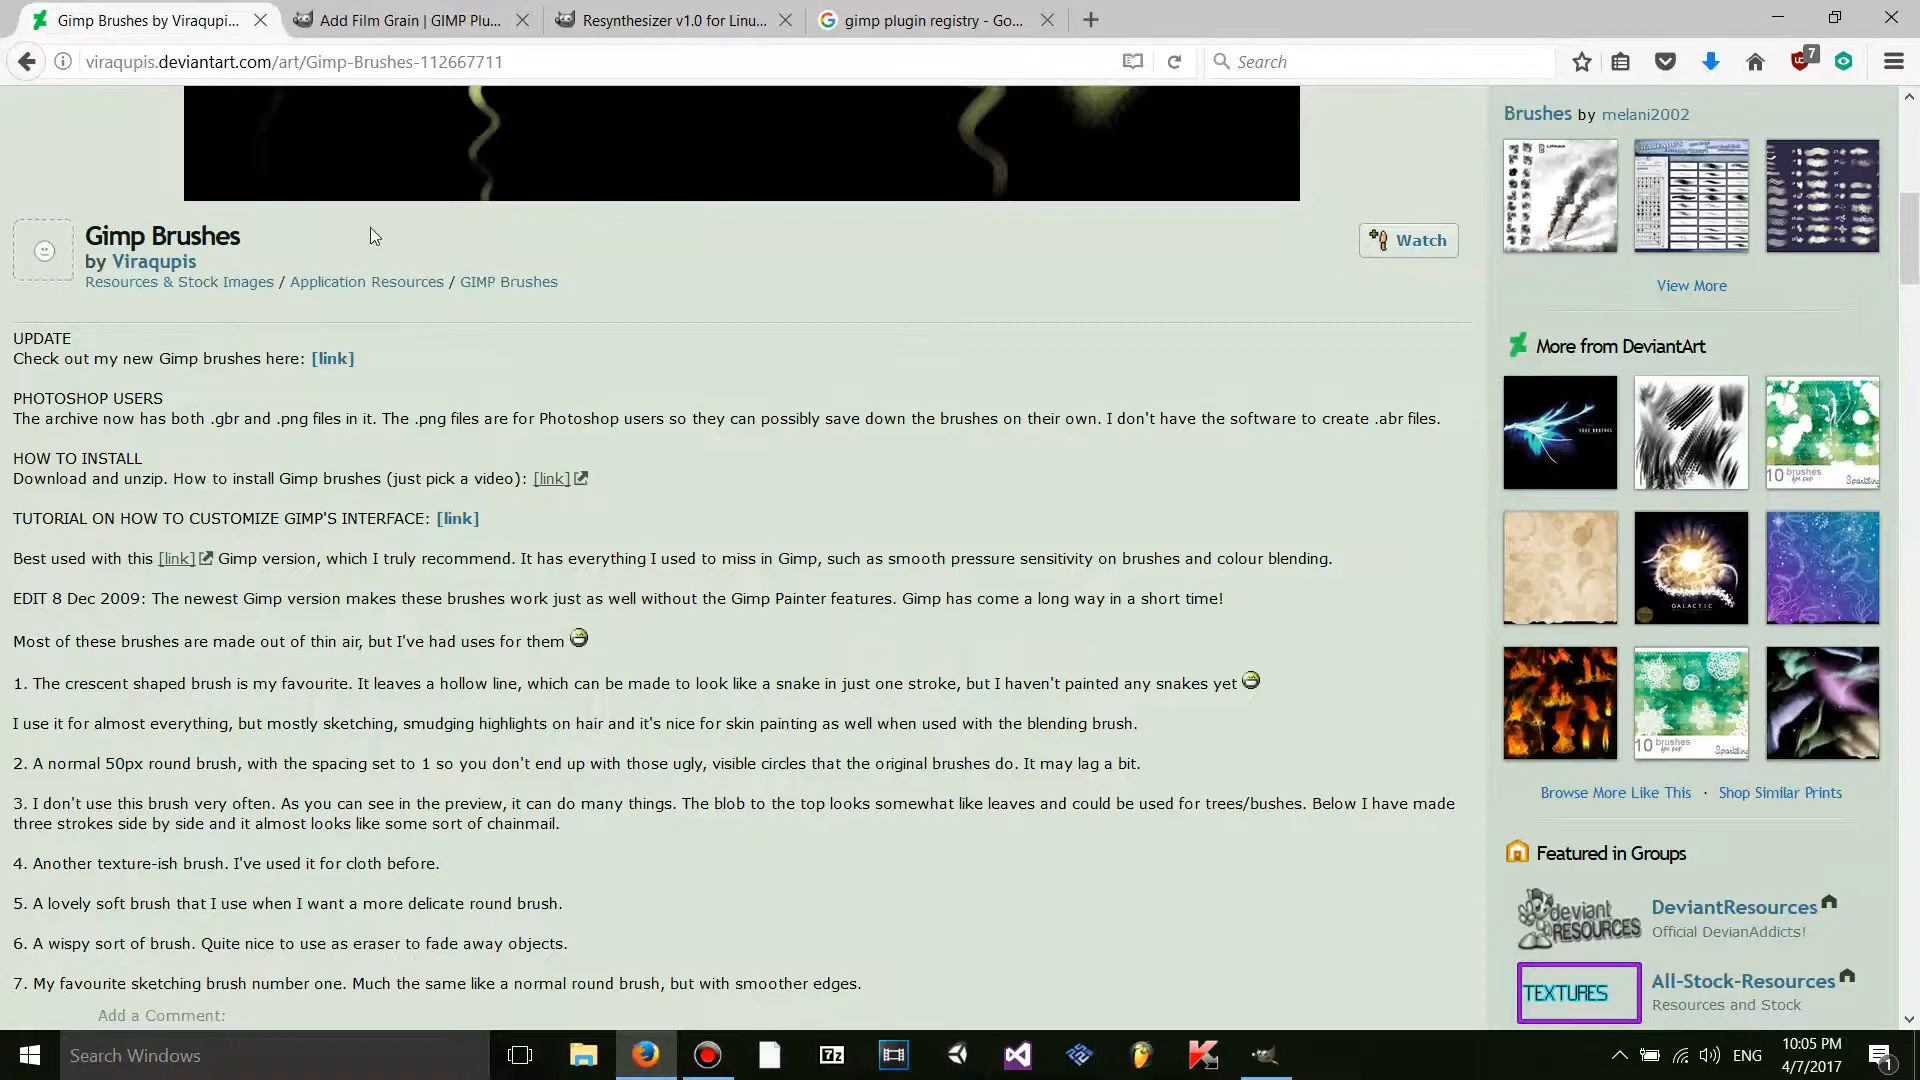 Gimp Brushes by Viraqupi...
Add Film Grain | GIMP Plu...
Resynthesizer v1.0 for Linu...
gimp plugin registry - Go...
viraqupis.deviantart.com/art/Gimp-Brushes-112667711
Search
7
Brushes by melani2002
View More
Gimp Brushes
by Viraqupis
Resources & Stock Images / Application Resources / GIMP Brushes
Watch
UPDATE
Check out my new Gimp brushes here: [link]
PHOTOSHOP USERS
The archive now has both .gbr and .png files in it. The .png files are for Photoshop users so they can possibly save down the brushes on their own. I don't have the software to create .abr files.
HOW TO INSTALL
Download and unzip. How to install Gimp brushes (just pick a video): [link]
TUTORIAL ON HOW TO CUSTOMIZE GIMP'S INTERFACE: [link]
Best used with this [link] Gimp version, which I truly recommend. It has everything I used to miss in Gimp, such as smooth pressure sensitivity on brushes and colour blending.
EDIT 8 Dec 2009: The newest Gimp version makes these brushes work just as well without the Gimp Painter features. Gimp has come a long way in a short time!
Most of these brushes are made out of thin air, but I've had uses for them
1. The crescent shaped brush is my favourite. It leaves a hollow line, which can be made to look like a snake in just one stroke, but I haven't painted any snakes yet
I use it for almost everything, but mostly sketching, smudging highlights on hair and it's nice for skin painting as well when used with the blending brush.
2. A normal 50px round brush, with the spacing set to 1 so you don't end up with those ugly, visible circles that the original brushes do. It may lag a bit.
3. I don't use this brush very often. As you can see in the preview, it can do many things. The blob to the top looks somewhat like leaves and could be used for trees/bushes. Below I have made
three strokes side by side and it almost looks like some sort of chainmail.
4. Another texture-ish brush. I've used it for cloth before.
5. A lovely soft brush that I use when I want a more delicate round brush.
6. A wispy sort of brush. Quite nice to use as eraser to fade away objects.
7. My favourite sketching brush number one. Much the same like a normal round brush, but with smoother edges.
Add a Comment:
More from DeviantArt
10 brushes
Sparkling
GALACTIC
10 brushes
Sparkling
Browse More Like This · Shop Similar Prints
Featured in Groups
deviant RESOURCES
DeviantResources
Official DevianAddicts!
TEXTURES
All-Stock-Resources
Resources and Stock
Search Windows
7z
ENG
10:05 PM
4/7/2017
1